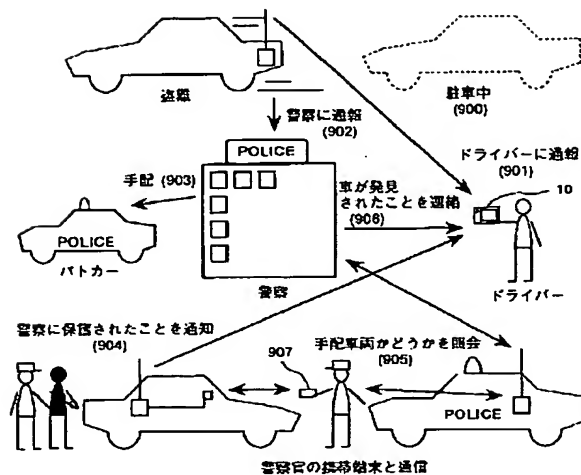 盗難
駐車中
(900)
警察に通報
(902)
POLICE
ドライバーに通報
(901)
10
手配 (903)
車が発見
されたことを連絡
(906)
POLICE
パトカー
警察
ドライバー
警察に保護されたことを通知
(904)
907
手配車両かどうかを照会
(905)
POLICE
警察官の携帯端末と通信